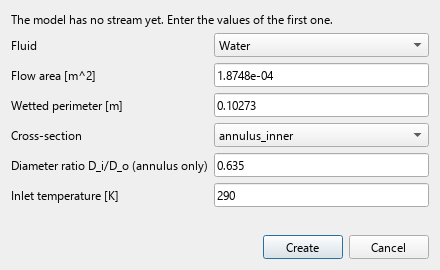 The model has no stream yet. Enter the values of the first one.
Fluid Water
Flow area [m^2] 1.8748e-04
Wetted perimeter [m] 0.10273
Cross-section annulus_inner
Diameter ratio D_i/D_o (annulus only) 0.635
Inlet temperature [K] 290
Create Cancel